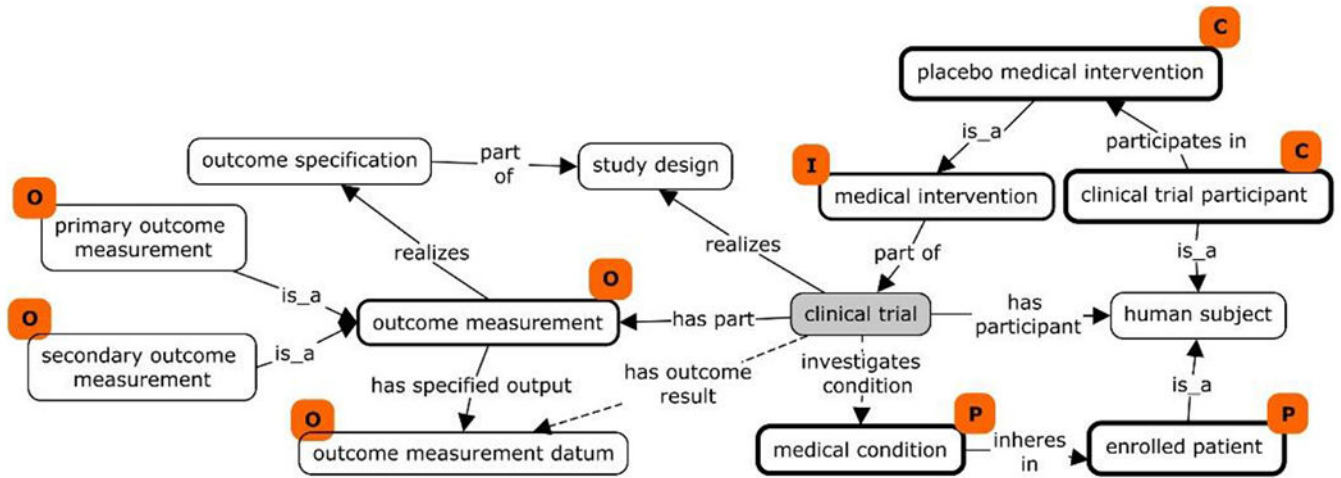 C
placebo medical intervention
is_a
participates in
outcome specification
part
of
study design
I
medical intervention
C
clinical trial participant
O
primary outcome
measurement
realizes
realizes
part of
is_a
is_a
O
outcome measurement
has part
clinical trial
has
participant
human subject
O
secondary outcome
measurement
is_a
has specified output
has outcome
result
investigates
condition
is_a
O
outcome measurement datum
P
medical condition
inheres
in
P
enrolled patient